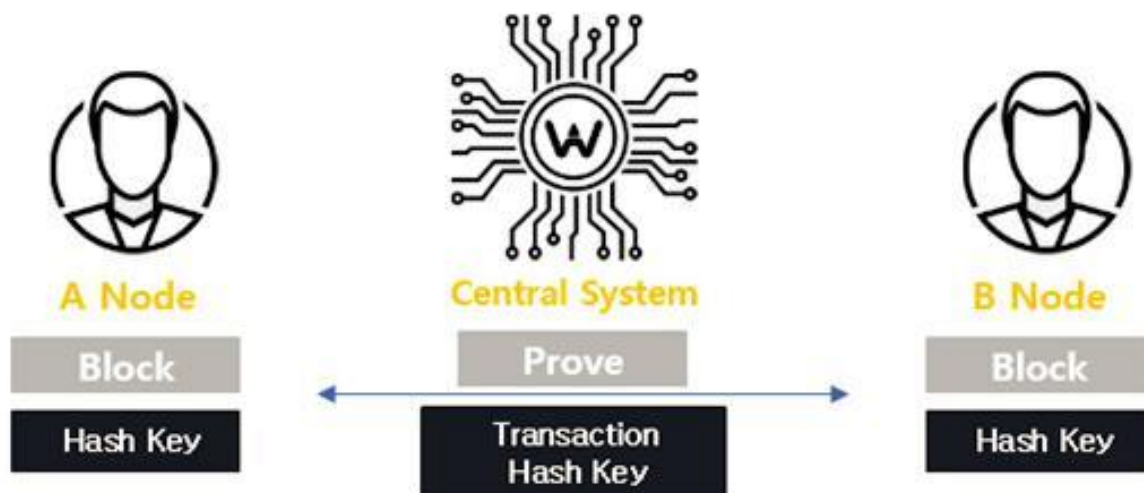 W
A Node
Central System
B Node
Block
Prove
Block
Hash Key
Transaction
Hash Key
Hash Key